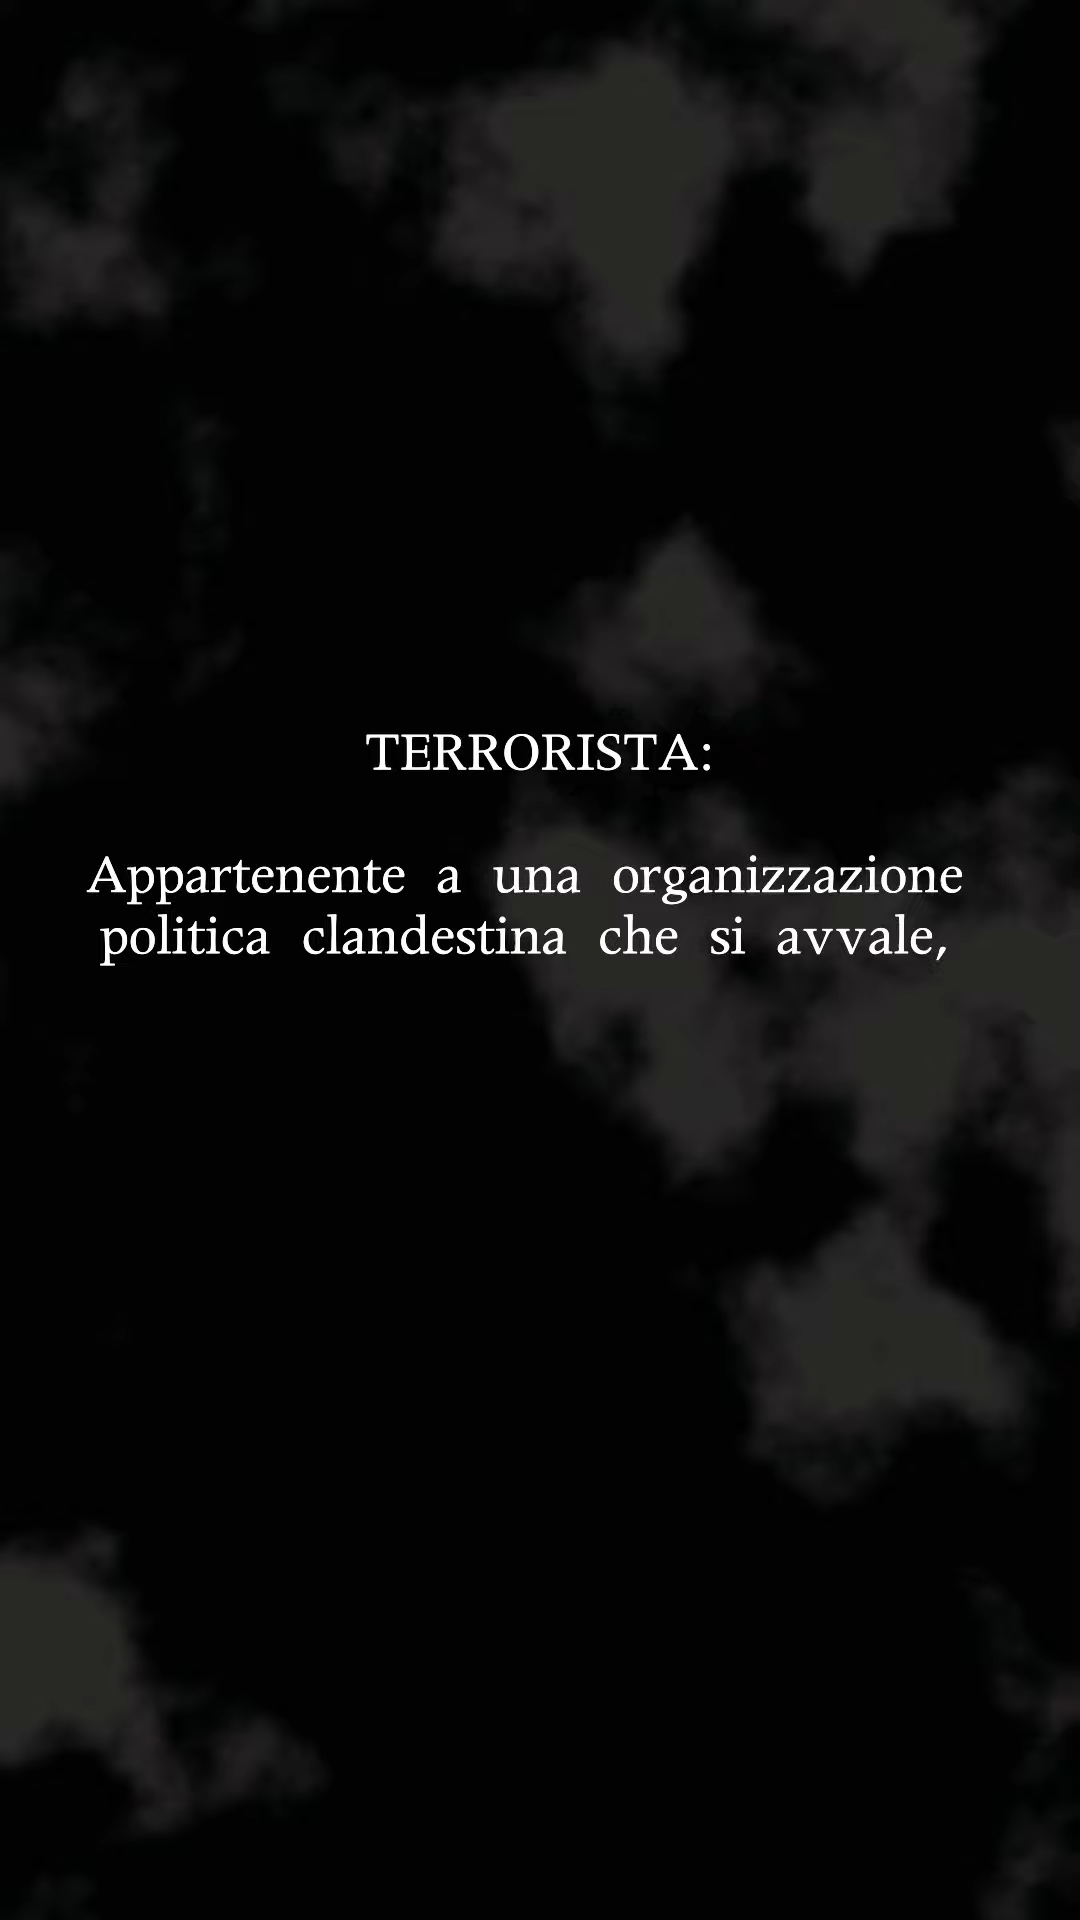 TERRORISTA:
Appartenente a una organizzazione
politica clandestina che si avvale,